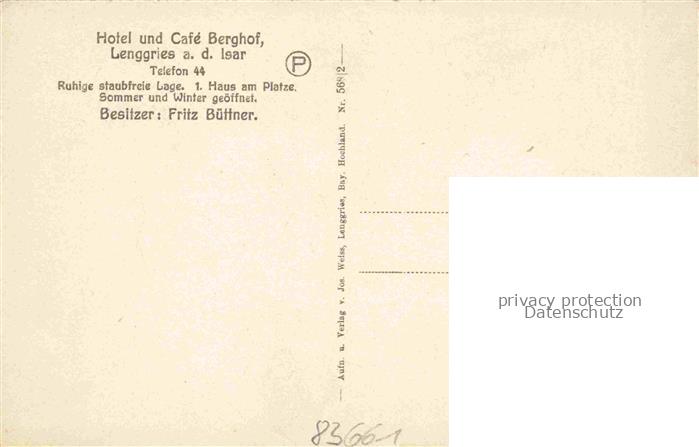 Hotel und Café Berghof,
Lenggries a. d. Isar
Telefon 44
P
Ruhige staubfreie Lage. 1. Haus am Platze.
Sommer und Winter geöffnet.
Besitzer: Fritz Büttner.
— Aufn. u. Verlag v. Jos. Weiss, Lenggries, Bay. Hochland. Nr. 568|2 —
privacy protection
Datenschutz
83661